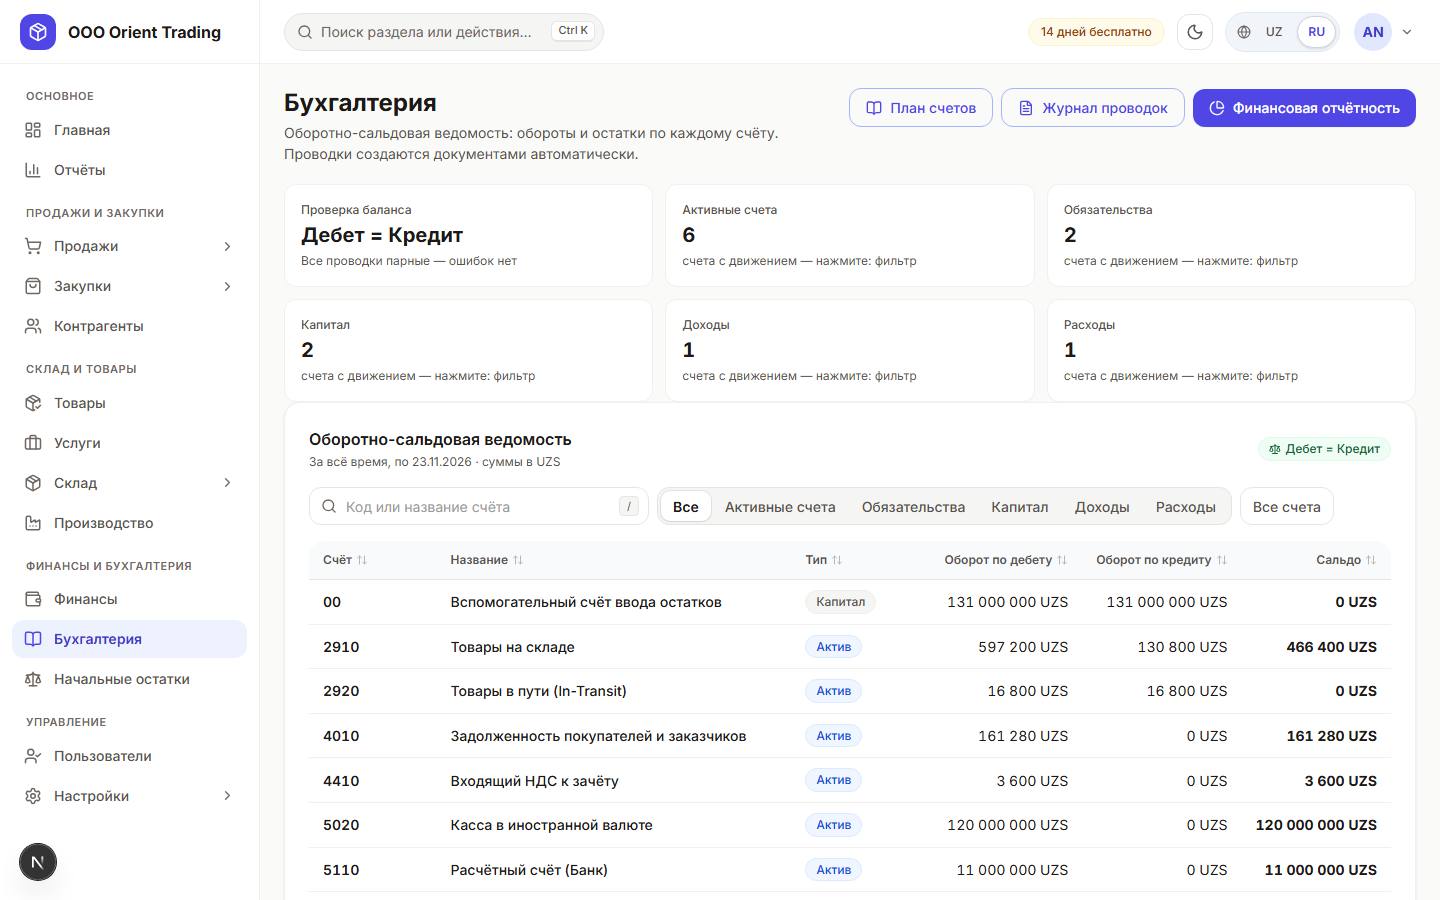 ООО Orient Trading
Поиск раздела или действия...
Ctrl K
14 дней бесплатно
UZ
RU
AN
ОСНОВНОЕ
Главная
Отчёты
ПРОДАЖИ И ЗАКУПКИ
Продажи
Закупки
Контрагенты
СКЛАД И ТОВАРЫ
Товары
Услуги
Склад
Производство
ФИНАНСЫ И БУХГАЛТЕРИЯ
Финансы
Бухгалтерия
Начальные остатки
УПРАВЛЕНИЕ
Пользователи
Настройки
N
Бухгалтерия
Оборотно-сальдовая ведомость: обороты и остатки по каждому счёту.
Проводки создаются документами автоматически.
План счетов
Журнал проводок
Финансовая отчётность
Проверка баланса
Дебет = Кредит
Все проводки парные — ошибок нет
Активные счета
6
счета с движением — нажмите: фильтр
Обязательства
2
счета с движением — нажмите: фильтр
Капитал
2
счета с движением — нажмите: фильтр
Доходы
1
счета с движением — нажмите: фильтр
Расходы
1
счета с движением — нажмите: фильтр
Оборотно-сальдовая ведомость
За всё время, по 23.11.2026 · суммы в UZS
Дебет = Кредит
Код или название счёта /
Все Активные счета Обязательства Капитал Доходы Расходы Все счета
Счёт Название Тип Оборот по дебету Оборот по кредиту Сальдо
00 Вспомогательный счёт ввода остатков Капитал 131 000 000 UZS 131 000 000 UZS 0 UZS
2910 Товары на складе Актив 597 200 UZS 130 800 UZS 466 400 UZS
2920 Товары в пути (In-Transit) Актив 16 800 UZS 16 800 UZS 0 UZS
4010 Задолженность покупателей и заказчиков Актив 161 280 UZS 0 UZS 161 280 UZS
4410 Входящий НДС к зачёту Актив 3 600 UZS 0 UZS 3 600 UZS
5020 Касса в иностранной валюте Актив 120 000 000 UZS 0 UZS 120 000 000 UZS
5110 Расчётный счёт (Банк) Актив 11 000 000 UZS 0 UZS 11 000 000 UZS